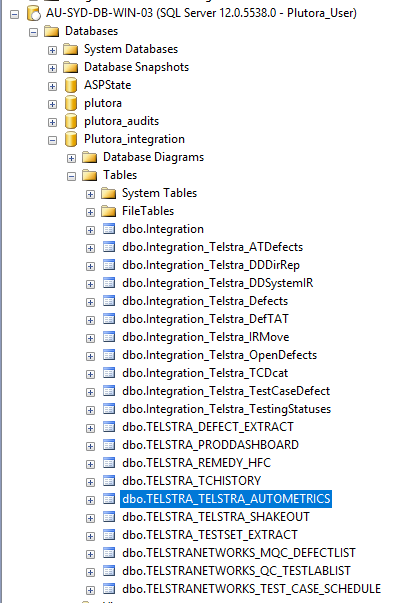 AU-SYD-DB-WIN-03 (SQL Server 12.0.5538.0 - Plutora_User)
Databases
System Databases
Database Snapshots
ASPState
plutora
plutora_audits
Plutora_integration
Database Diagrams
Tables
System Tables
FileTables
dbo.Integration
dbo.Integration_Telstra_ATDefects
dbo.Integration_Telstra_DDDirRep
dbo.Integration_Telstra_DDSystemIR
dbo.Integration_Telstra_Defects
dbo.Integration_Telstra_DefTAT
dbo.Integration_Telstra_IRMove
dbo.Integration_Telstra_OpenDefects
dbo.Integration_Telstra_TCDcat
dbo.Integration_Telstra_TestCaseDefect
dbo.Integration_Telstra_TestingStatuses
dbo.TELSTRA_DEFECT_EXTRACT
dbo.TELSTRA_PRODDASHBOARD
dbo.TELSTRA_REMEDY_HFC
dbo.TELSTRA_TCHISTORY
dbo.TELSTRA_TELSTRA_AUTOMETRICS
dbo.TELSTRA_TELSTRA_SHAKEOUT
dbo.TELSTRA_TESTSET_EXTRACT
dbo.TELSTRANETWORKS_MQC_DEFECTLIST
dbo.TELSTRANETWORKS_QC_TESTLABLIST
dbo.TELSTRANETWORKS_TEST_CASE_SCHEDULE